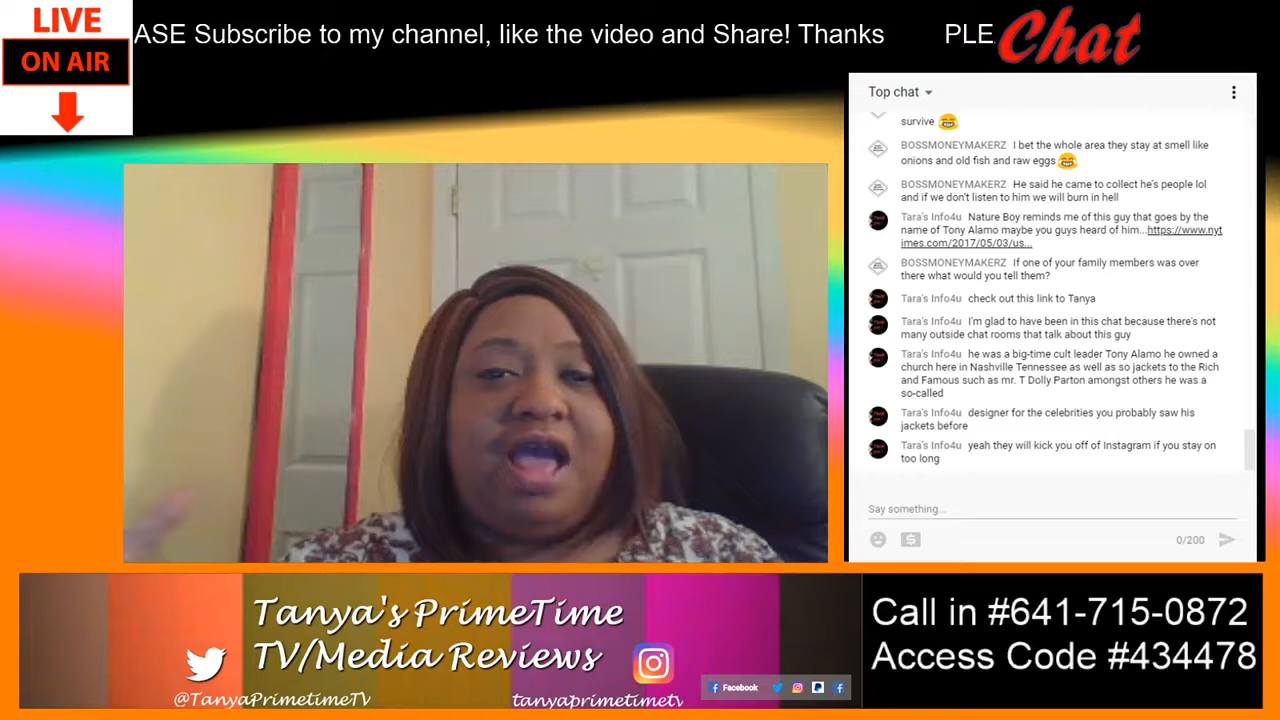 LIVE
ON AIR
ASE Subscribe to my channel, like the video and Share! Thanks
PLE
Chat
Top chat
survive
BOSSMONEYMAKERZ I bet the whole area they stay at smell like
onions and old fish and raw eggs
BOSSMONEYMAKERZ He said he came to collect he's people lol
and if we don't listen to him we will burn in hell
Tara's Info4u Nature Boy reminds me of this guy that goes by the
name of Tony Alamo maybe you guys heard of him...https://www.nyt
imes.com/2017/05/03/us...
BOSSMONEYMAKERZ If one of your family members was over
there what would you tell them?
Tara's Info4u check out this link to Tanya
Tara's Info4u I'm glad to have been in this chat because there's not
many outside chat rooms that talk about this guy
Tara's Info4u he was a big-time cult leader Tony Alamo he owned a
church here in Nashville Tennessee as well as so jackets to the Rich
and Famous such as mr. T Dolly Parton amongst others he was a
so-called
Tara's Info4u designer for the celebrities you probably saw his
jackets before
Tara's Info4u yeah they will kick you off of Instagram if you stay on
too long
Say something...
0/200
Tanya's PrimeTime
TV/Media Reviews
@TanyaPrimetimeTV
tanyaprimetimetv
Facebook
Call in #641-715-0872
Access Code #434478